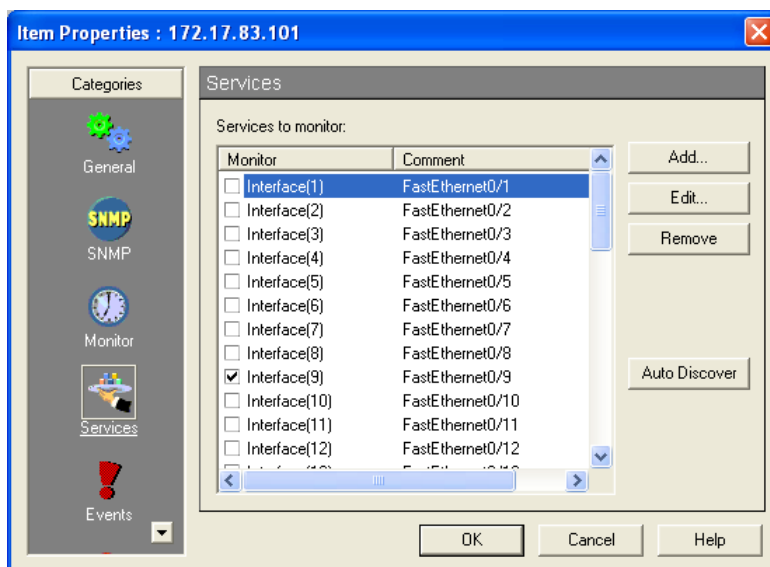 Item Properties : 172.17.83.101
Categories
General
SNMP
SNMP
Monitor
Services
Events
Services
Services to monitor:
Monitor Comment
Interface(1) FastEthernet0/1
Interface(2) FastEthernet0/2
Interface(3) FastEthernet0/3
Interface(4) FastEthernet0/4
Interface(5) FastEthernet0/5
Interface(6) FastEthernet0/6
Interface(7) FastEthernet0/7
Interface(8) FastEthernet0/8
Interface(9) FastEthernet0/9
Interface(10) FastEthernet0/10
Interface(11) FastEthernet0/11
Interface(12) FastEthernet0/12
Add...
Edit...
Remove
Auto Discover
OK Cancel Help